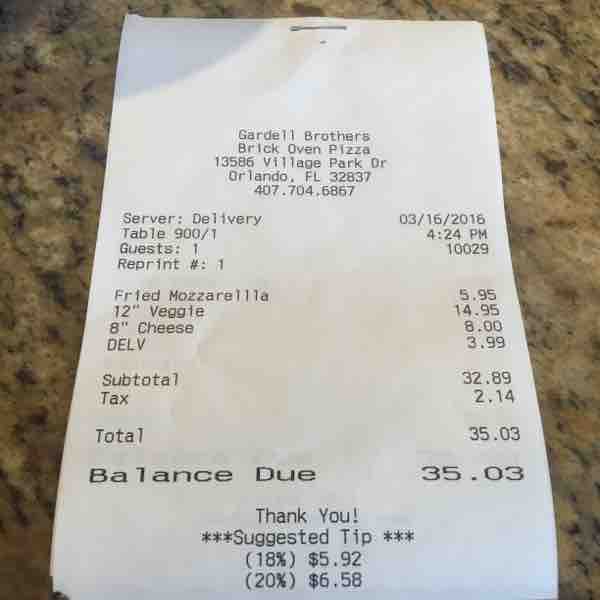 Gardell Brothers
Brick Oven Pizza
13586 Village Park Dr
Orlando, FL 32837
407.704.6867
Server: Delivery 03/16/2016
Table 900/1 4:24 PM
Guests: 1 10029
Reprint #: 1
Fried Mozzarellla 5.95
12" Veggie 14.95
8" Cheese 8.00
DELV 3.99
Subtotal 32.89
Tax 2.14
Total 35.03
Balance Due 35.03
Thank You!
***Suggested Tip ***
(18%) $5.92
(20%) $6.58